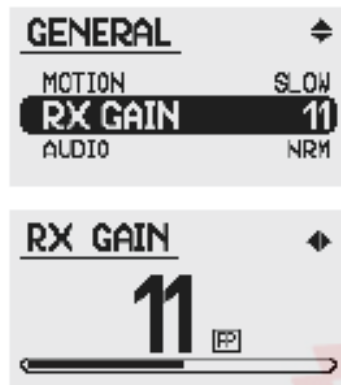 GENERAL
MOTION SLOW
RX GAIN 11
AUDIO NRM
RX GAIN
11 FP